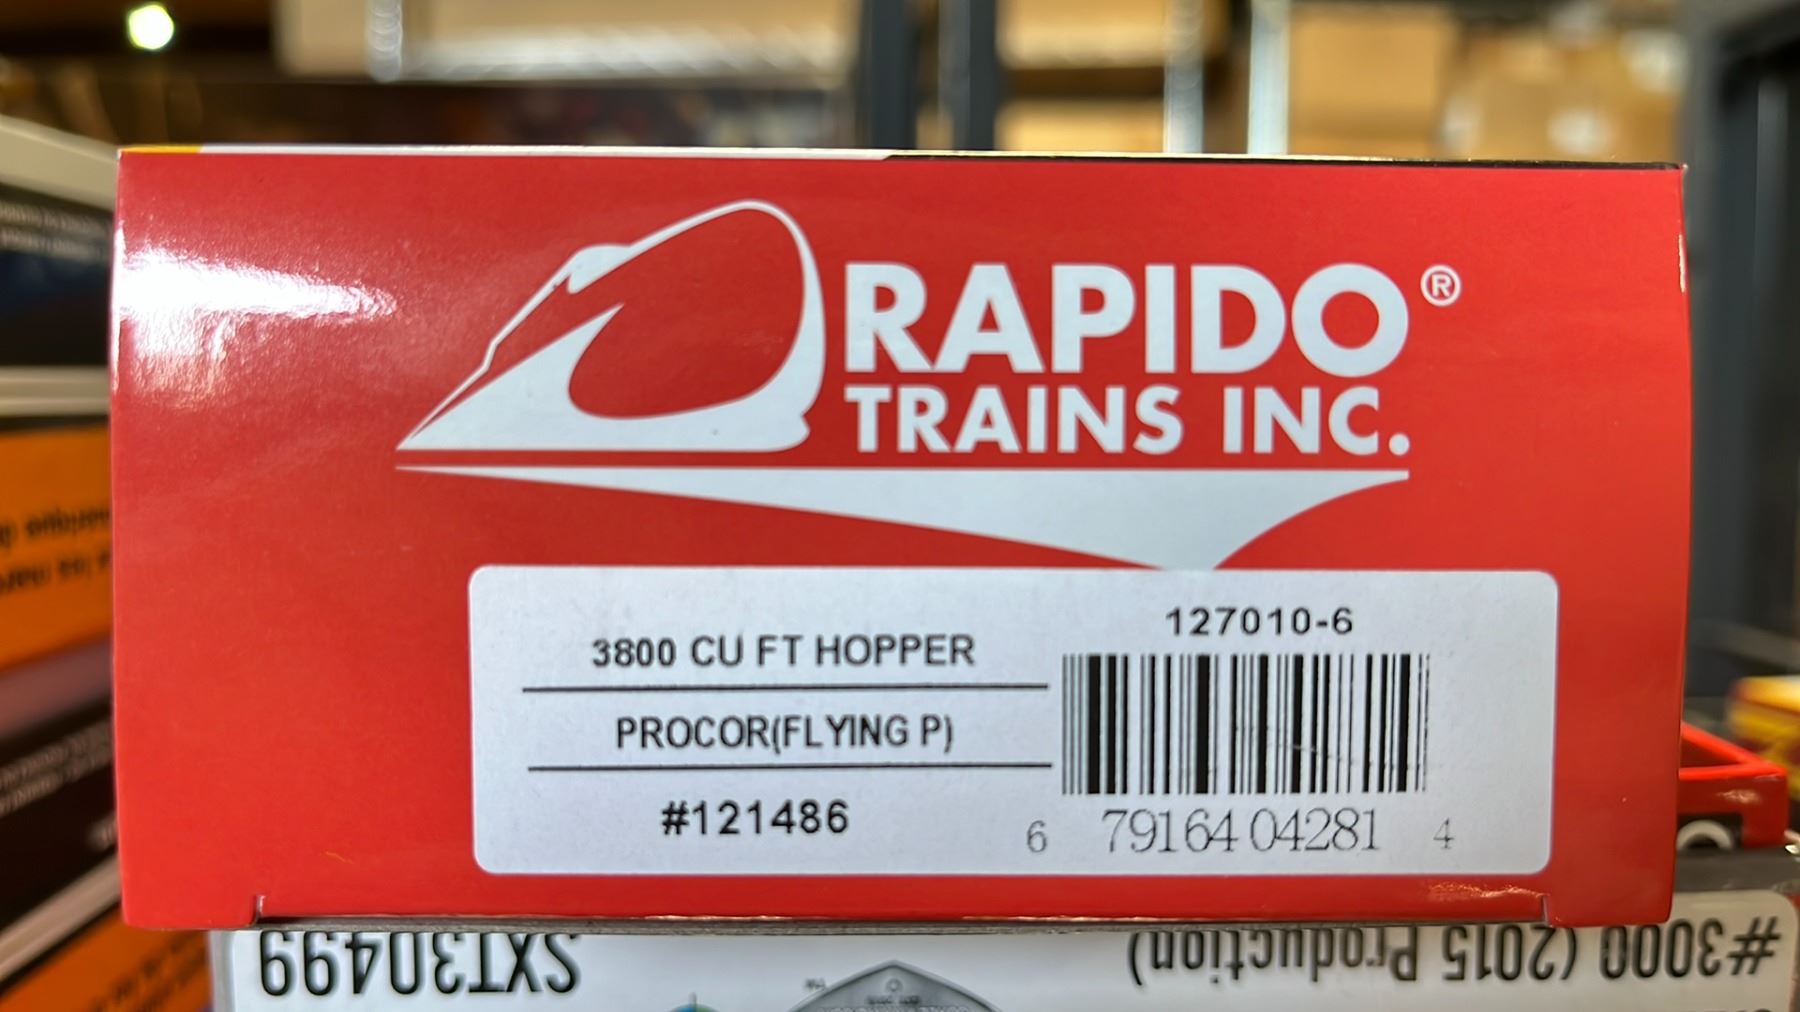 RAPIDO®
TRAINS INC.
3800 CU FT HOPPER
PROCOR(FLYING P)
#121486
127010-6
6 79164 04281 4
#3000 (2015 Production)
SXT30499